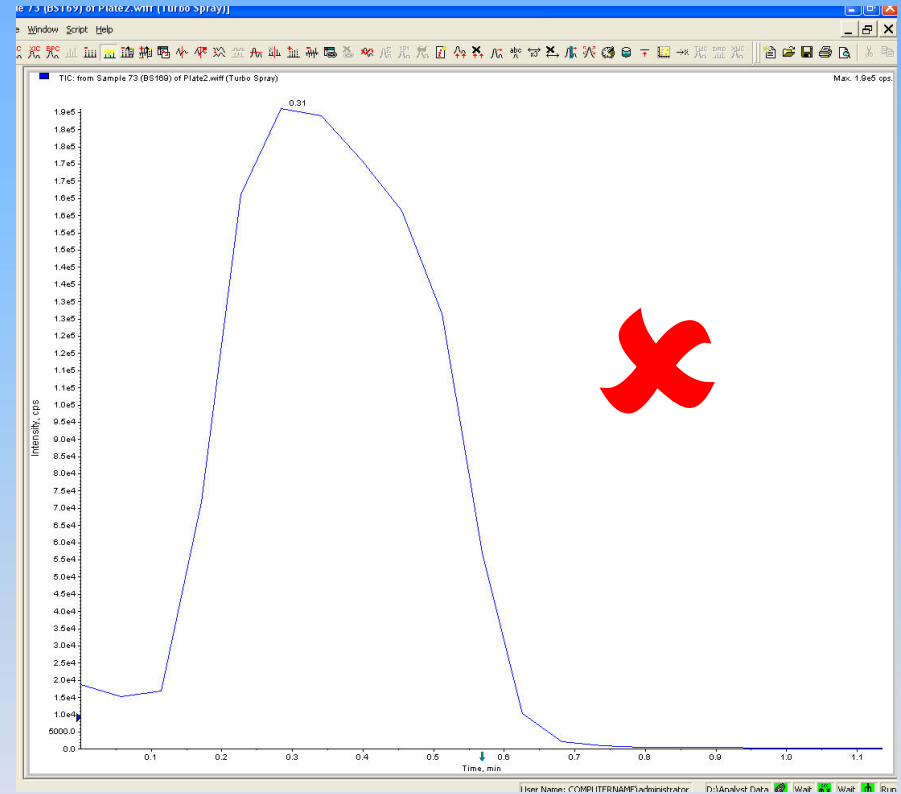 le 73 (BS169) of Plate2.wiff (Turbo Spray)]
e Window Script Help
TIC: from Sample 73 (BS169) of Plate2.wiff (Turbo Spray)
Max. 1.9e5 cps.
0.31
1.9e5
1.8e5
1.8e5
1.7e5
1.7e5
1.6e5
1.6e5
1.5e5
1.5e5
1.4e5
1.4e5
1.3e5
1.3e5
1.2e5
1.2e5
1.1e5
1.1e5
1.0e5
9.5e4
9.0e4
8.5e4
8.0e4
7.5e4
7.0e4
6.5e4
6.0e4
5.5e4
5.0e4
4.5e4
4.0e4
3.5e4
3.0e4
2.5e4
2.0e4
1.5e4
1.0e4
5000.0
0.0
Intensity, cps
0.1 0.2 0.3 0.4 0.5 0.6 0.7 0.8 0.9 1.0 1.1
Time, min
User Name: COMPUTERNAME\administrator D:\Analyst Data Wait Wait Run